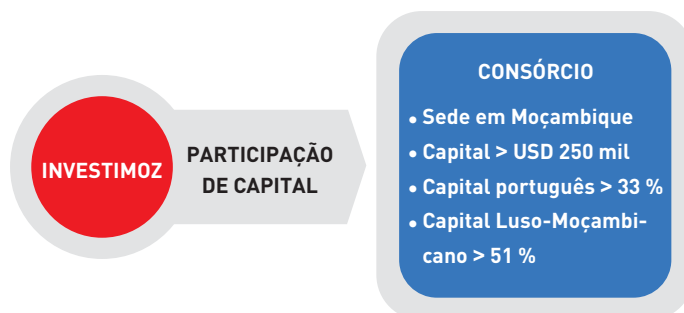 INVESTIMOZ
PARTICIPAÇÃO
DE CAPITAL
CONSÓRCIO
• Sede em Moçambique
• Capital > USD 250 mil
• Capital português > 33 %
• Capital Luso-Moçambi-
cano > 51 %